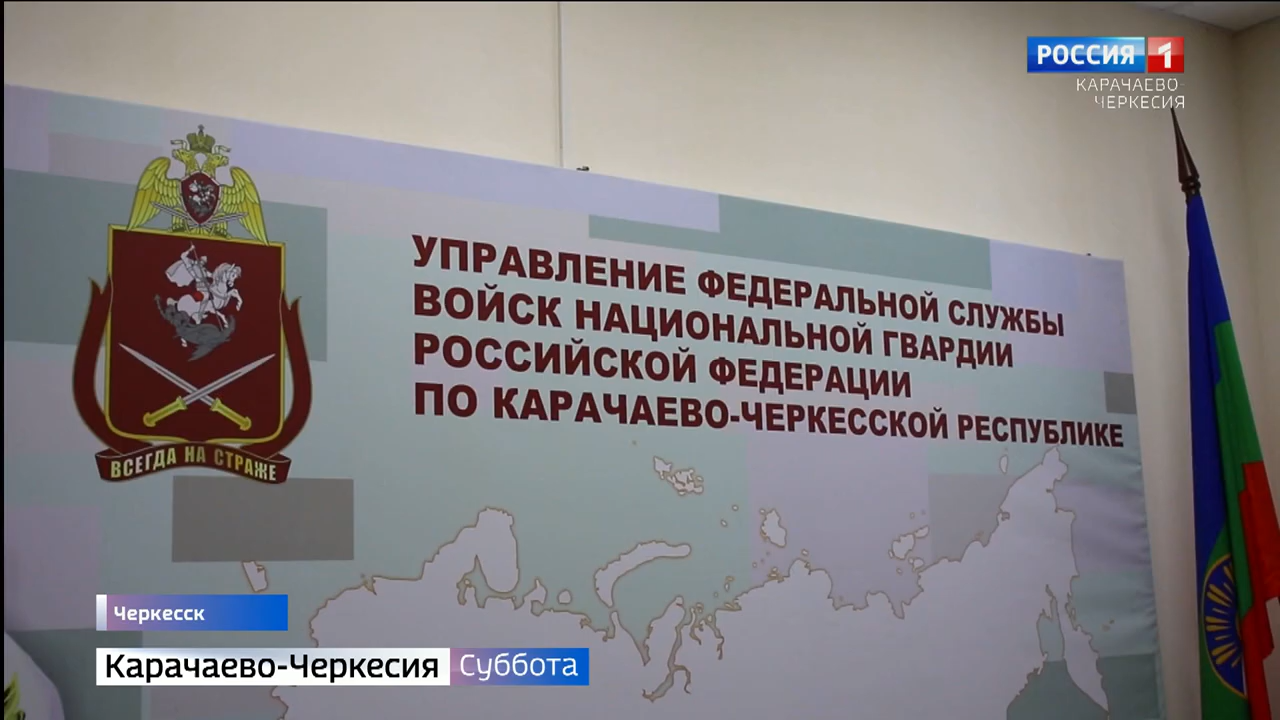 РОССИЯ 1
КАРАЧАЕВО-
ЧЕРКЕСИЯ
УПРАВЛЕНИЕ ФЕДЕРАЛЬНОЙ СЛУЖБЫ
ВОЙСК НАЦИОНАЛЬНОЙ ГВАРДИИ
РОССИЙСКОЙ ФЕДЕРАЦИИ
ПО КАРАЧАЕВО-ЧЕРКЕССКОЙ РЕСПУБЛИКЕ
ВСЕГДА НА СТРАЖЕ
Черкесск
Карачаево-Черкесия Суббота